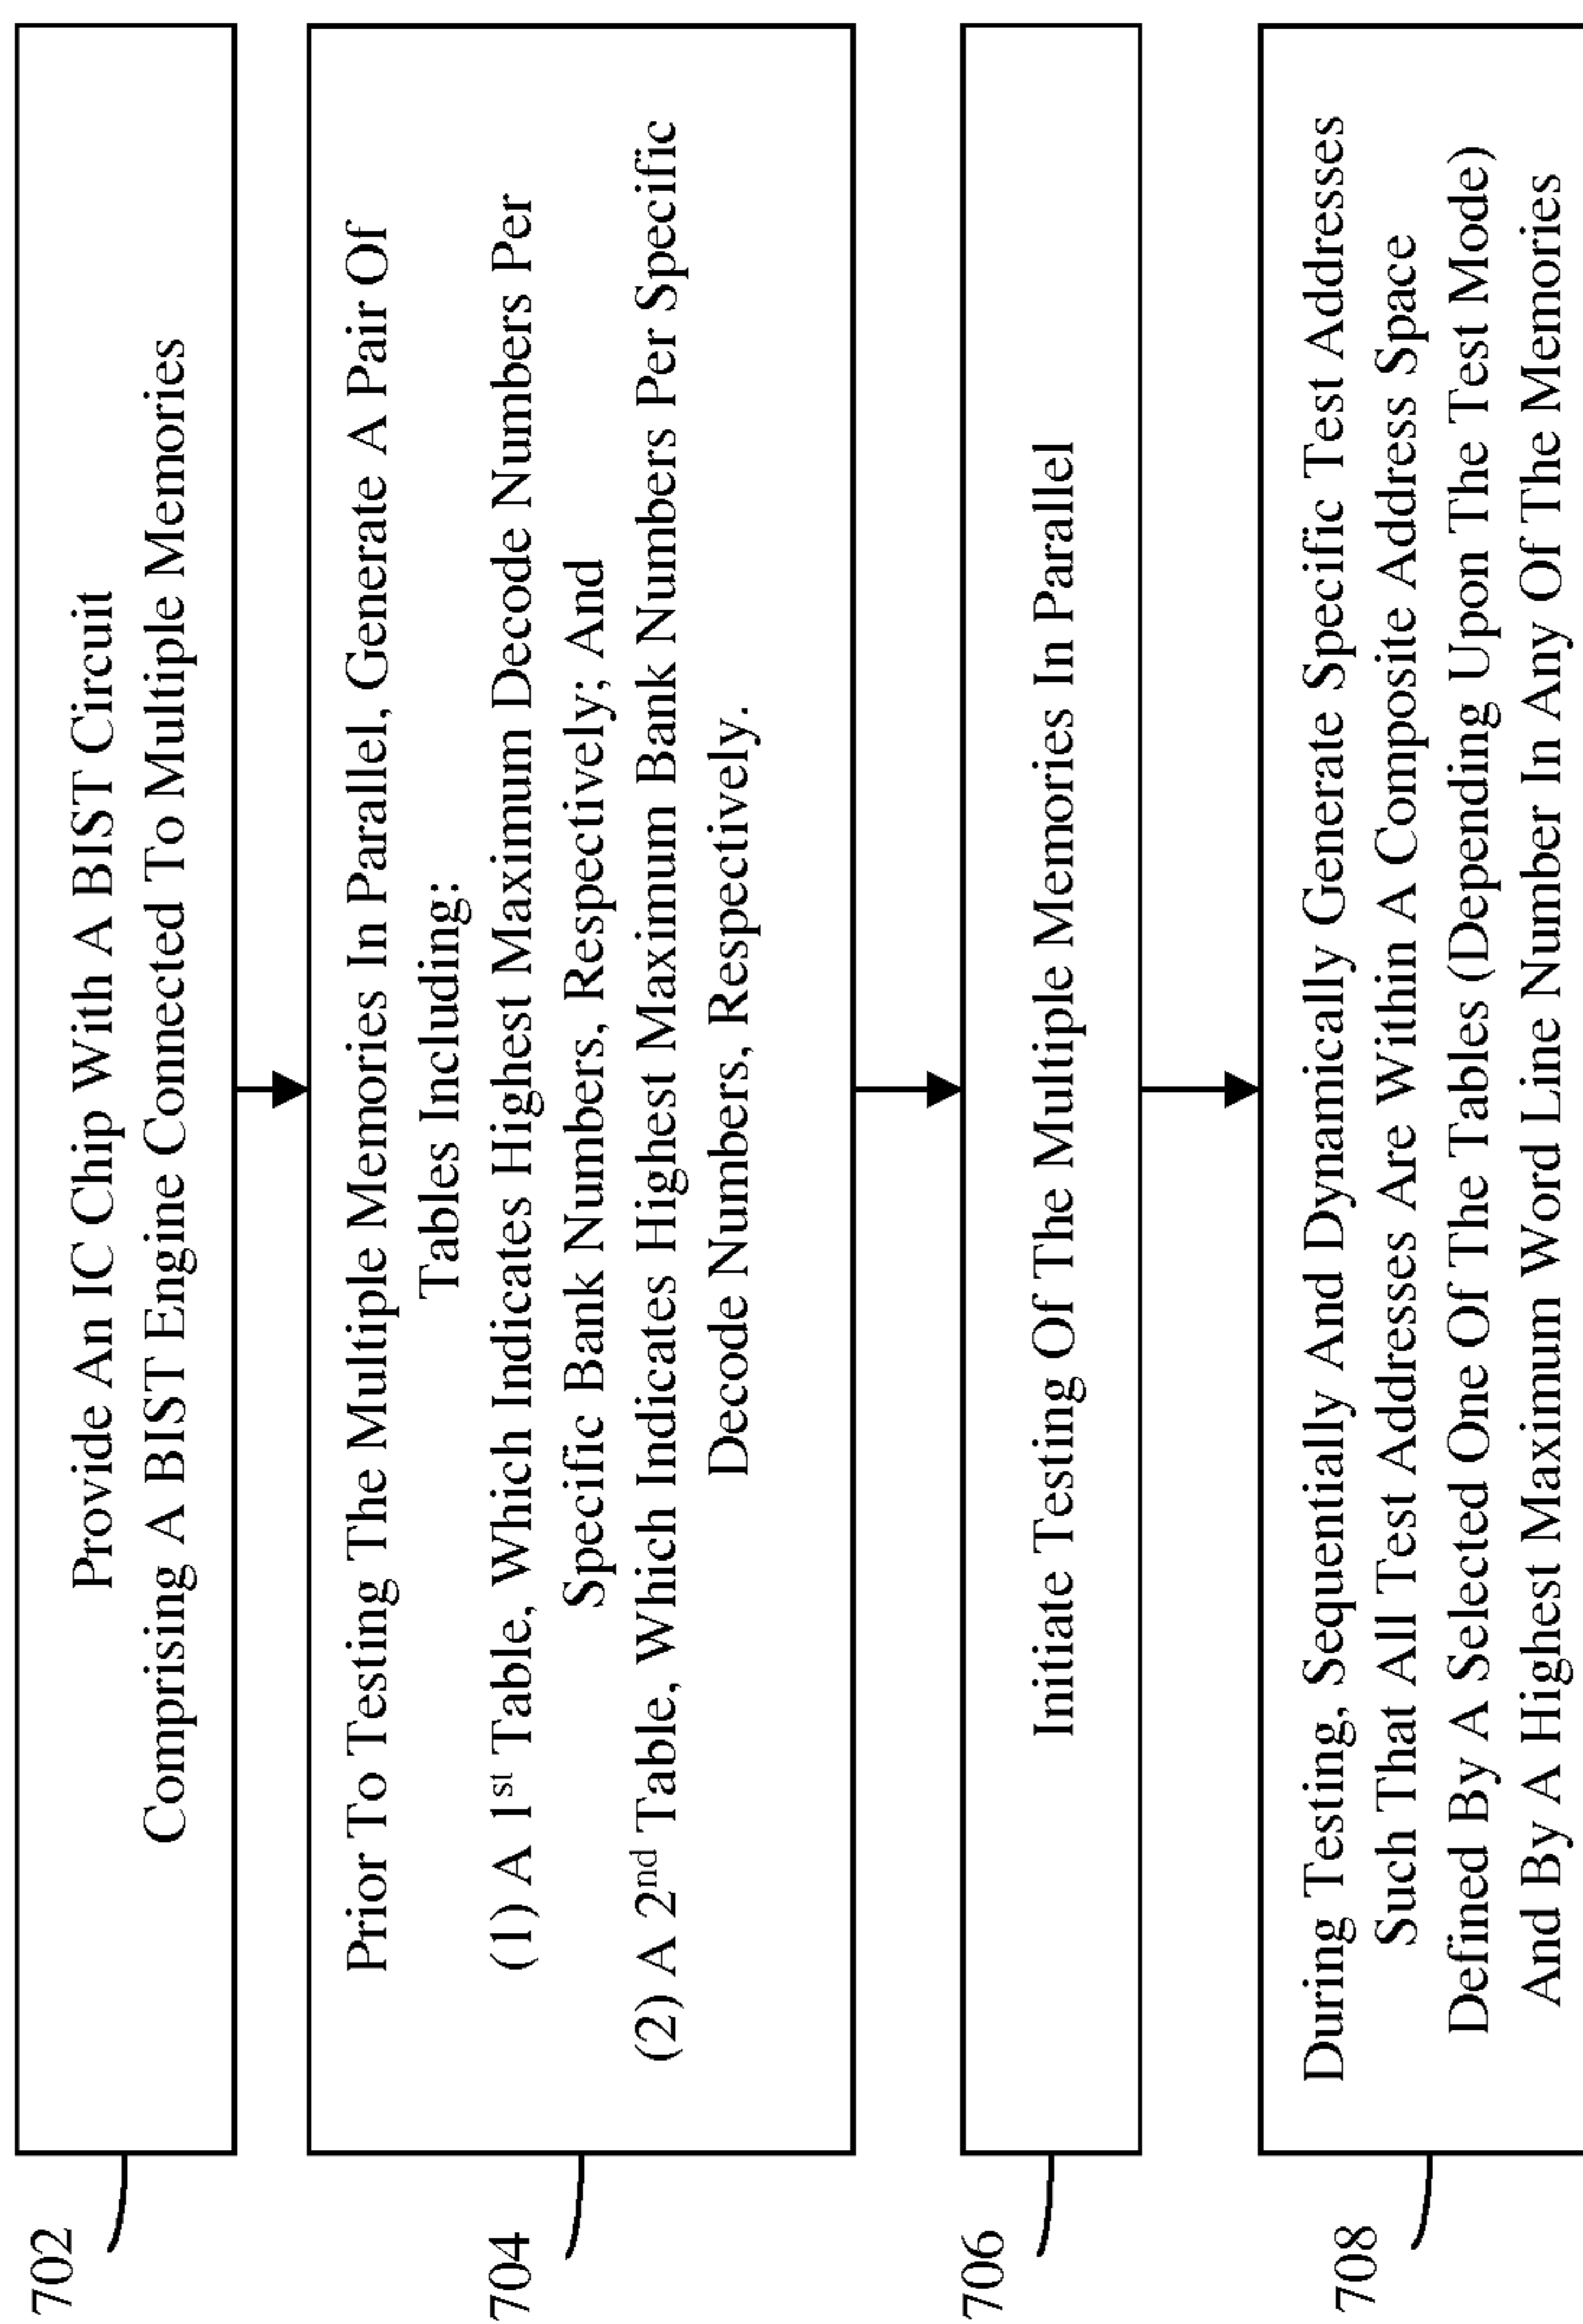 702
Provide An IC Chip With A BIST Circuit
Comprising A BIST Engine Connected To Multiple Memories
704
Prior To Testing The Multiple Memories In Parallel, Generate A Pair Of
Tables Including:
(1) A 1st Table, Which Indicates Highest Maximum Decode Numbers Per
Specific Bank Numbers, Respectively; And
(2) A 2nd Table, Which Indicates Highest Maximum Bank Numbers Per Specific
Decode Numbers, Respectively.
706
Initiate Testing Of The Multiple Memories In Parallel
708
During Testing, Sequentially And Dynamically Generate Specific Test Addresses
Such That All Test Addresses Are Within A Composite Address Space
Defined By A Selected One Of The Tables (Depending Upon The Test Mode)
And By A Highest Maximum Word Line Number In Any Of The Memories